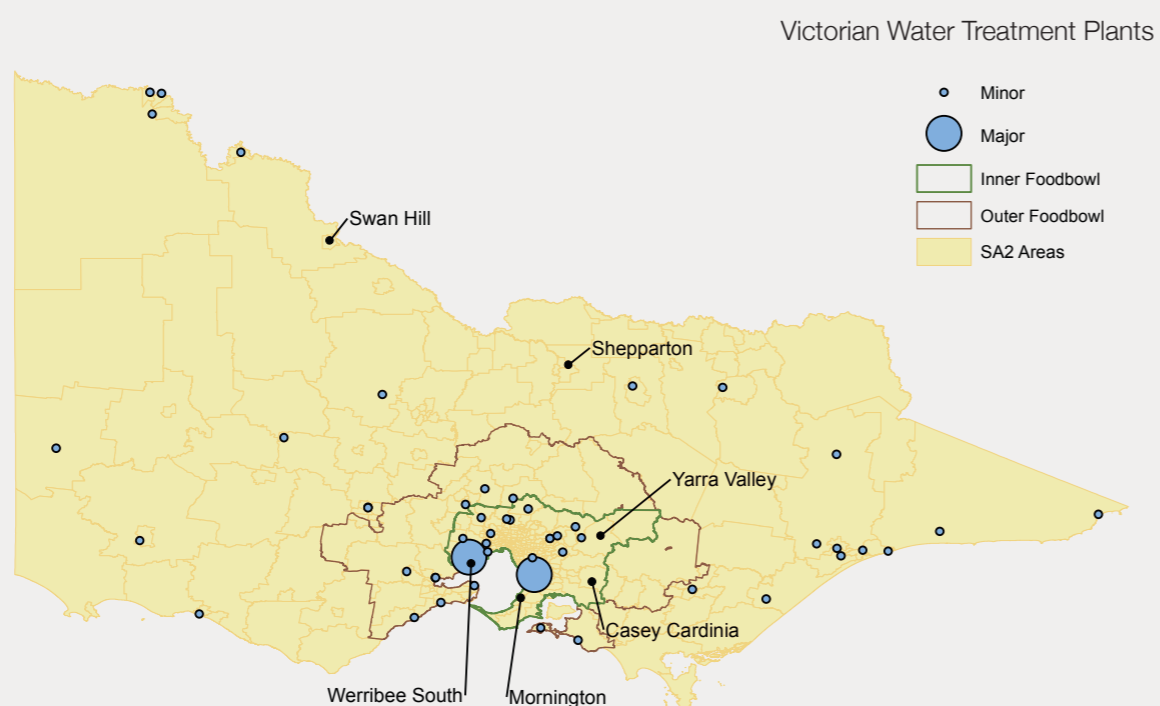 Victorian Water Treatment Plants
Minor
Major
Inner Foodbowl
Outer Foodbowl
SA2 Areas
Swan Hill
Shepparton
Yarra Valley
Casey Cardinia
Werribee South
Mornington